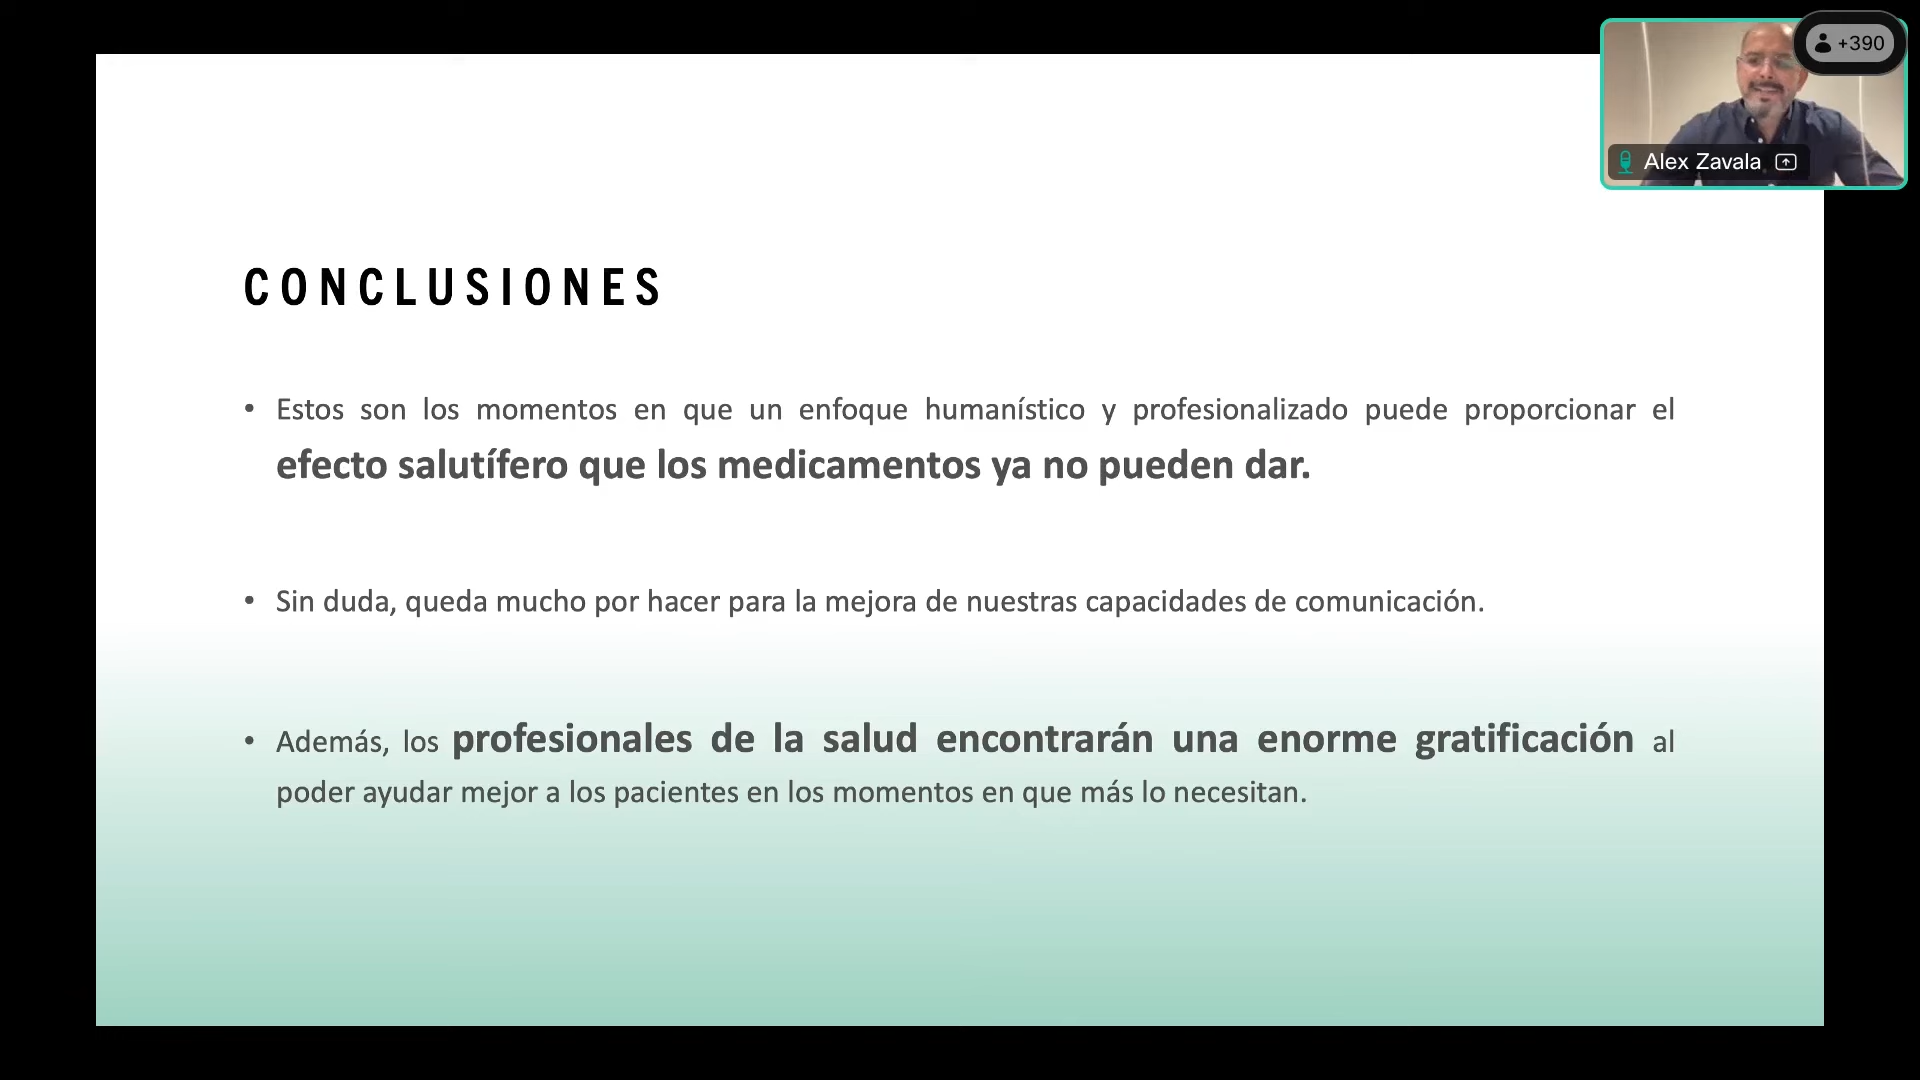 +390
Alex Zavala
CONCLUSIONES
• Estos son los momentos en que un enfoque humanístico y profesionalizado puede proporcionar el
efecto salutífero que los medicamentos ya no pueden dar.
• Sin duda, queda mucho por hacer para la mejora de nuestras capacidades de comunicación.
• Además, los profesionales de la salud encontrarán una enorme gratificación al
poder ayudar mejor a los pacientes en los momentos en que más lo necesitan.